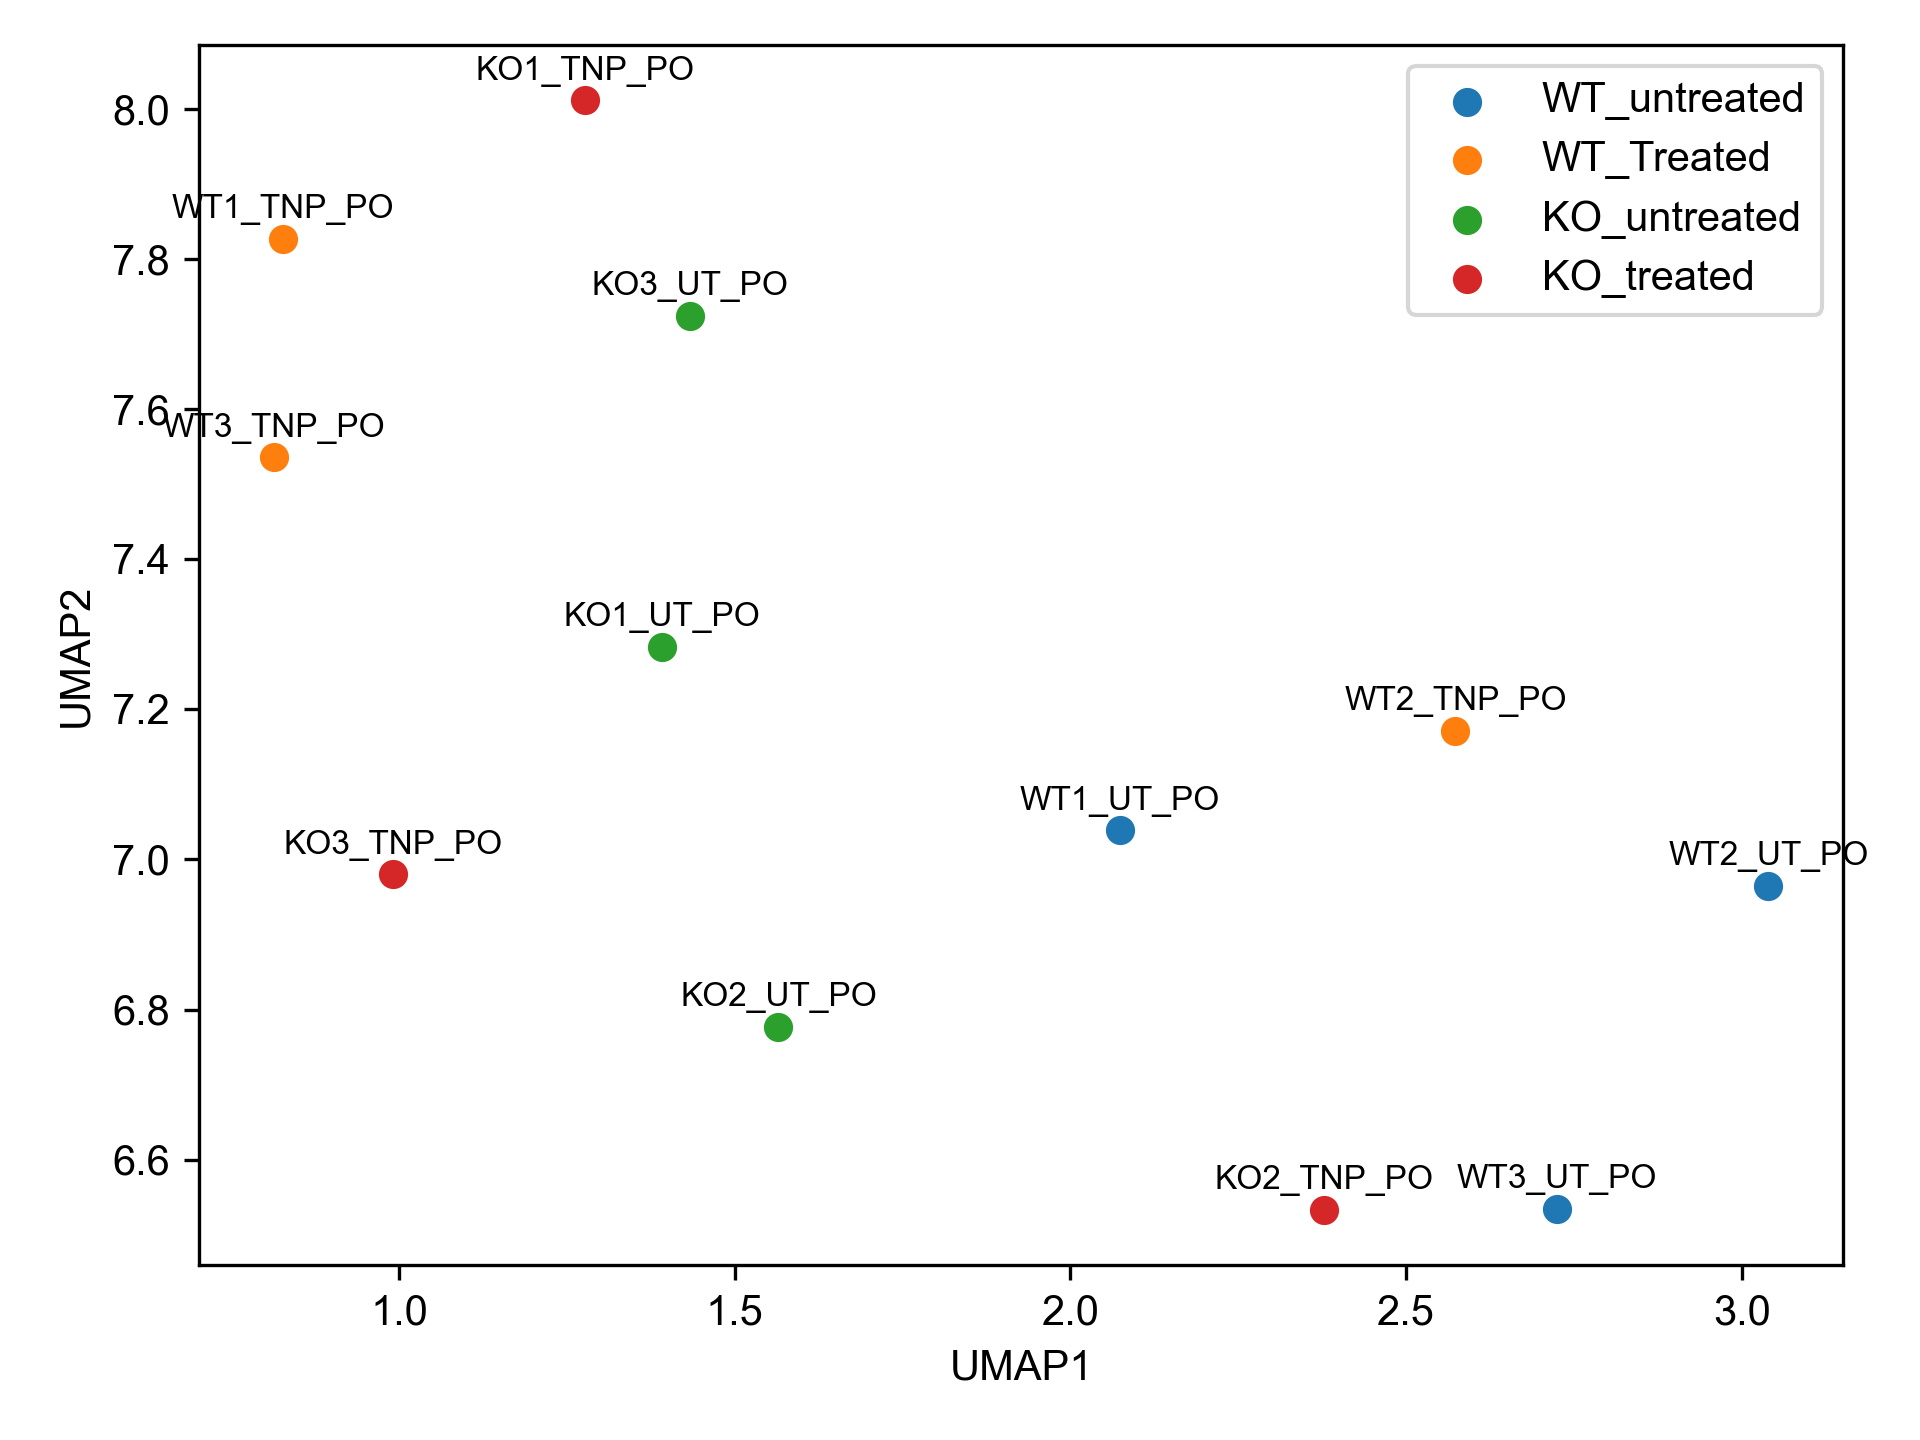 KO1_TNP_PO
WT_untreated
WT_Treated
KO_untreated
KO_treated
8.0
WT1_TNP_PO
7.8
KO3_UT_PO
7.6
WT3_TNP_PO
7.4
KO1_UT_PO
UMAP2
7.2
WT2_TNP_PO
WT1_UT_PO
7.0
KO3_TNP_PO
WT2_UT_PO
KO2_UT_PO
6.8
6.6
KO2_TNP_PO
WT3_UT_PO
1.0 1.5 2.0 2.5 3.0
UMAP1